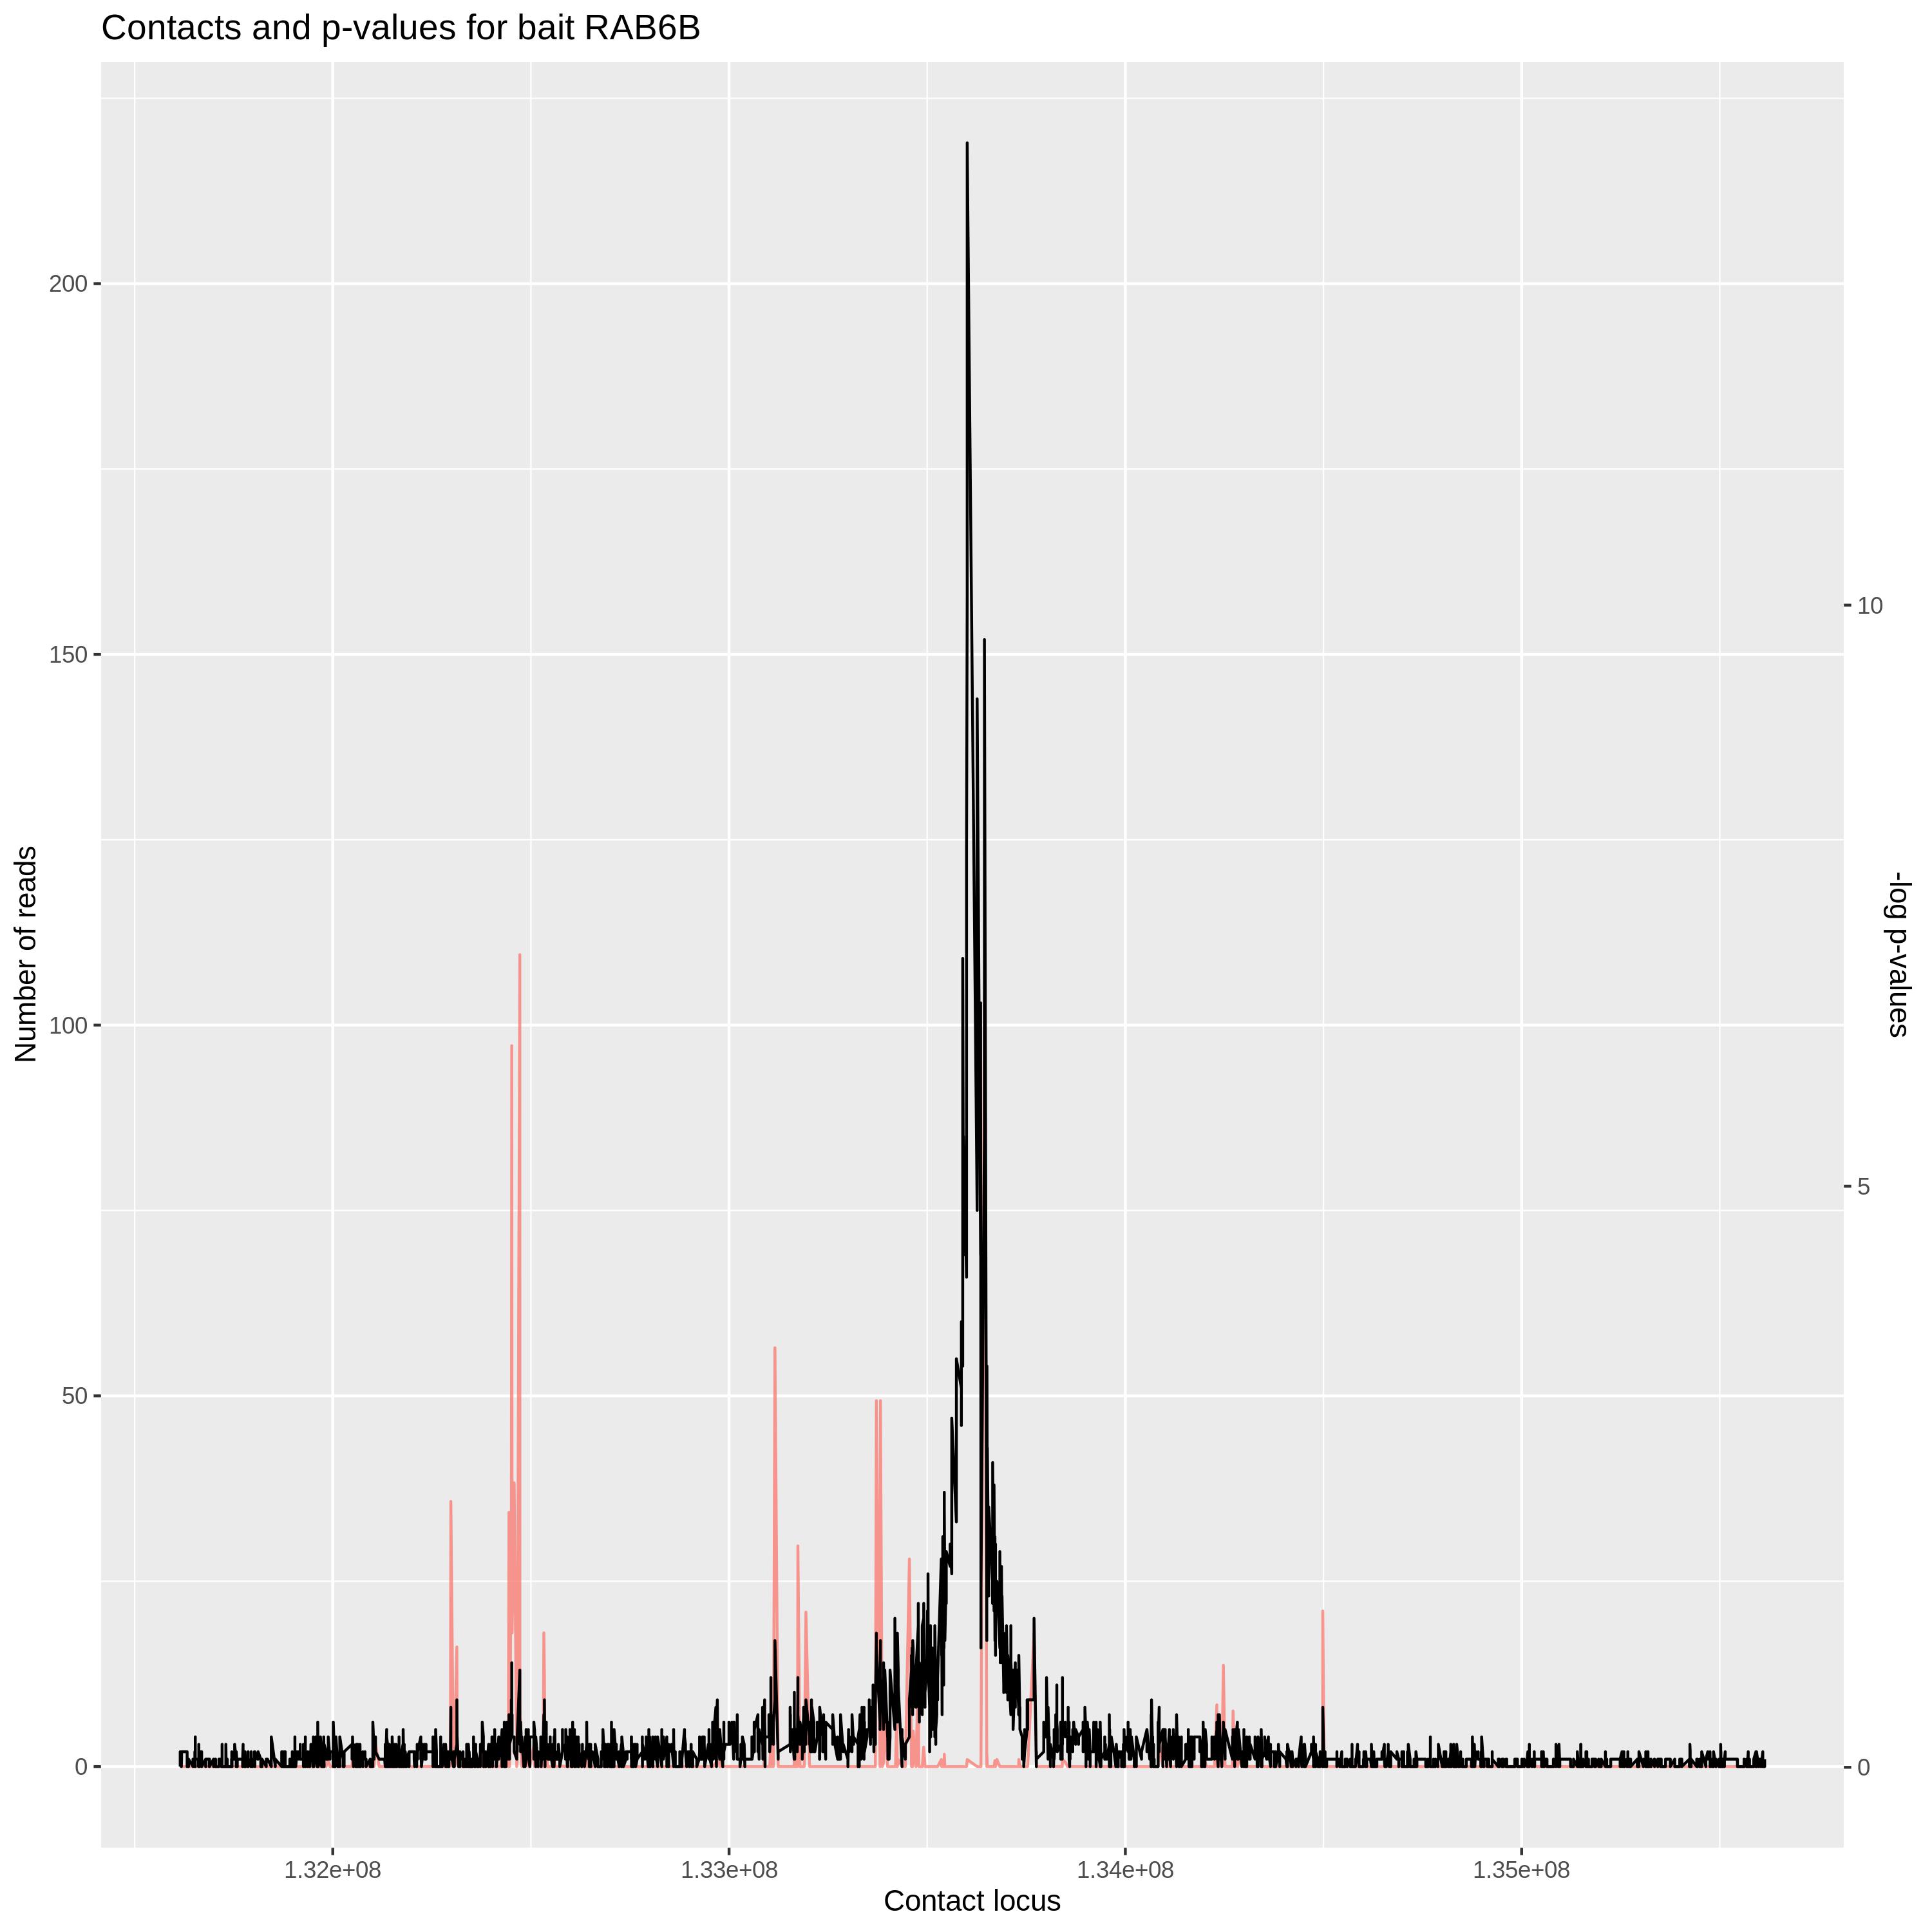 Contacts and p-values for bait RAB6B
Number of reads
200
150
100
50
0
10
5
0
-log p-values
1.32e+08
1.33e+08
1.34e+08
1.35e+08
Contact locus